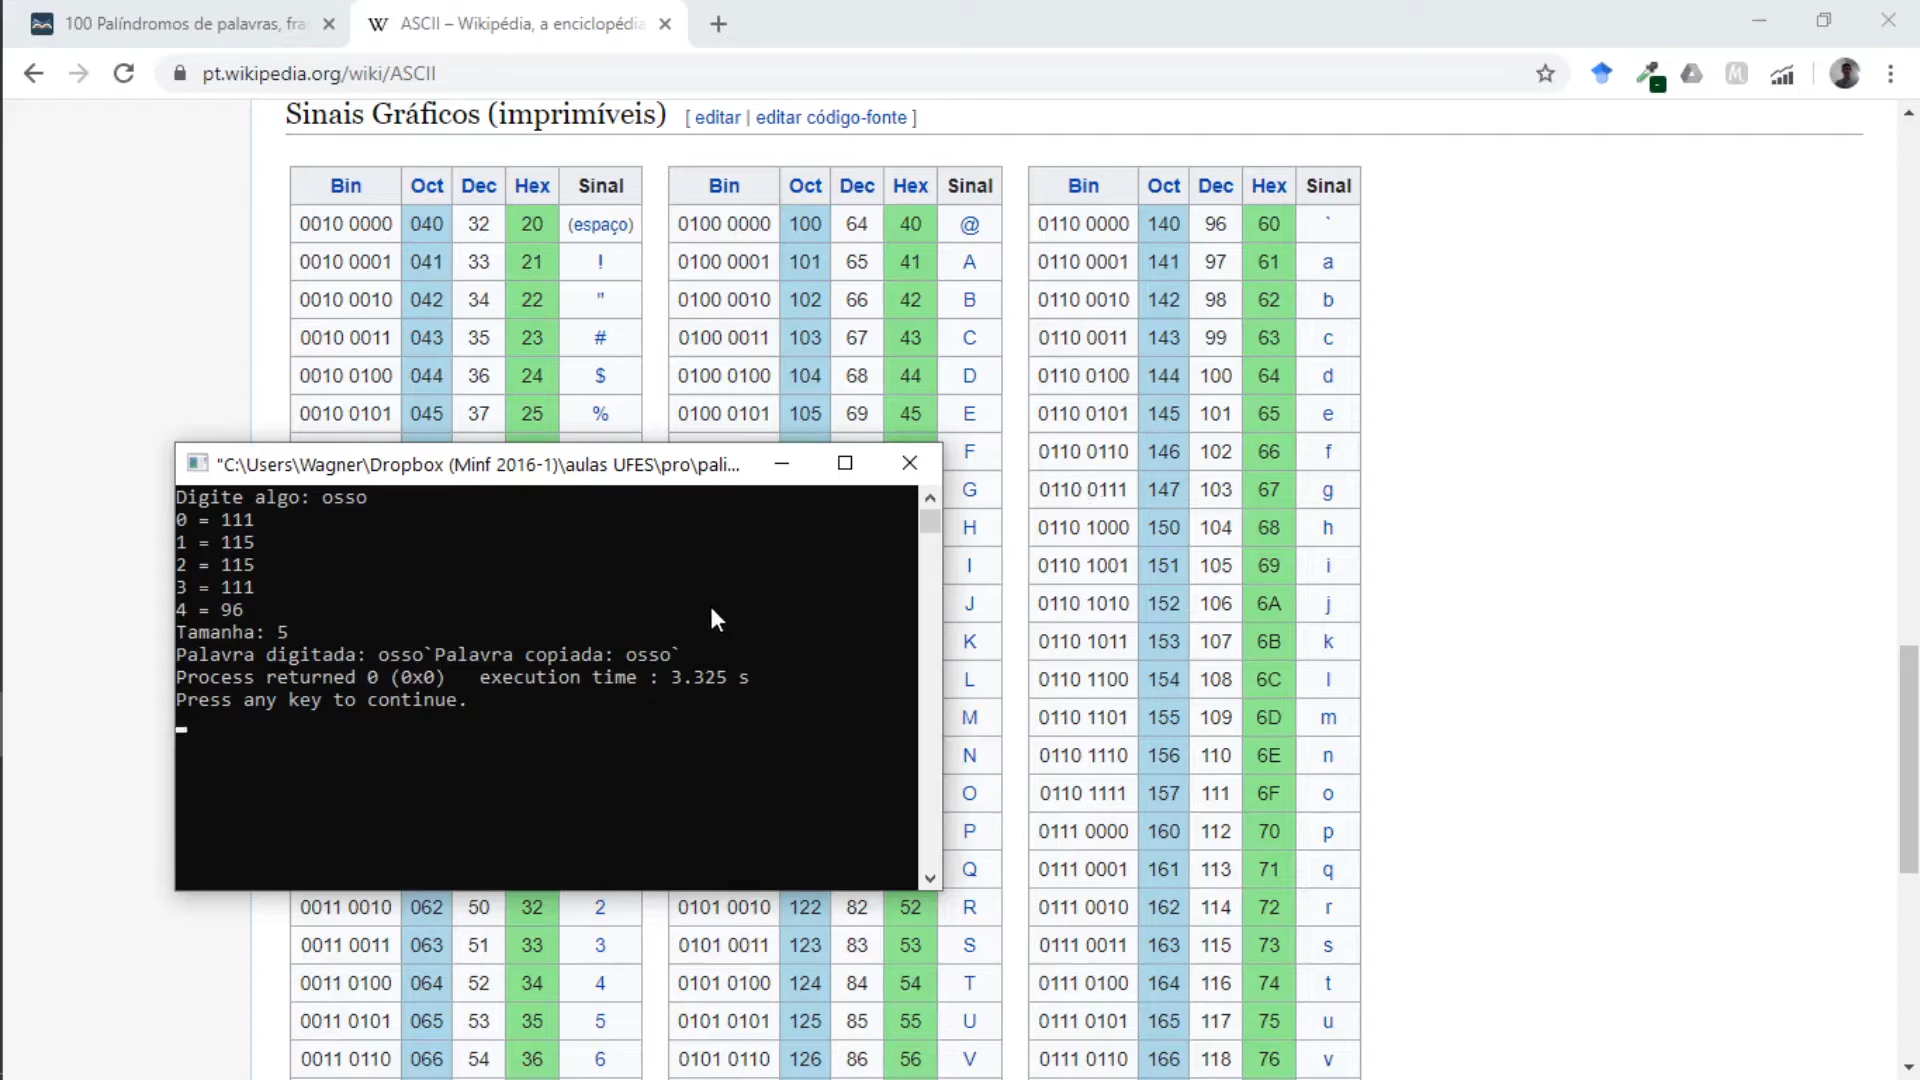 100 Palíndromos de palavras, fra
ASCII – Wikipédia, a enciclopédia
pt.wikipedia.org/wiki/ASCII
Sinais Gráficos (imprimíveis) [ editar | editar código-fonte ]
Bin Oct Dec Hex Sinal Bin Oct Dec Hex Sinal Bin Oct Dec Hex Sinal
0010 0000 040 32 20 (espaço) 0100 0000 100 64 40 @ 0110 0000 140 96 60 `
0010 0001 041 33 21 ! 0100 0001 101 65 41 A 0110 0001 141 97 61 a
0010 0010 042 34 22 " 0100 0010 102 66 42 B 0110 0010 142 98 62 b
0010 0011 043 35 23 # 0100 0011 103 67 43 C 0110 0011 143 99 63 c
0010 0100 044 36 24 $ 0100 0100 104 68 44 D 0110 0100 144 100 64 d
0010 0101 045 37 25 % 0100 0101 105 69 45 E 0110 0101 145 101 65 e
F 0110 0110 146 102 66 f
"C:\Users\Wagner\Dropbox (Minf 2016-1)\aulas UFES\pro\pali...
Digite algo: osso
0 = 111
1 = 115
2 = 115
3 = 111
4 = 96
Tamanha: 5
Palavra digitada: osso`Palavra copiada: osso`
Process returned 0 (0x0) execution time : 3.325 s
Press any key to continue.
G 0110 0111 147 103 67 g
H 0110 1000 150 104 68 h
I 0110 1001 151 105 69 i
J 0110 1010 152 106 6A j
K 0110 1011 153 107 6B k
L 0110 1100 154 108 6C l
M 0110 1101 155 109 6D m
N 0110 1110 156 110 6E n
O 0110 1111 157 111 6F o
P 0111 0000 160 112 70 p
Q 0111 0001 161 113 71 q
0011 0010 062 50 32 2 0101 0010 122 82 52 R 0111 0010 162 114 72 r
0011 0011 063 51 33 3 0101 0011 123 83 53 S 0111 0011 163 115 73 s
0011 0100 064 52 34 4 0101 0100 124 84 54 T 0111 0100 164 116 74 t
0011 0101 065 53 35 5 0101 0101 125 85 55 U 0111 0101 165 117 75 u
0011 0110 066 54 36 6 0101 0110 126 86 56 V 0111 0110 166 118 76 v